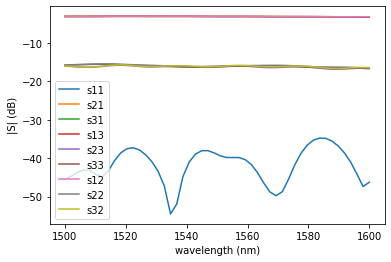 −10
−20
−30
−40
−50
|S| (dB)
s11
s21
s31
s13
s23
s33
s12
s22
s32
1500 1520 1540 1560 1580 1600
wavelength (nm)